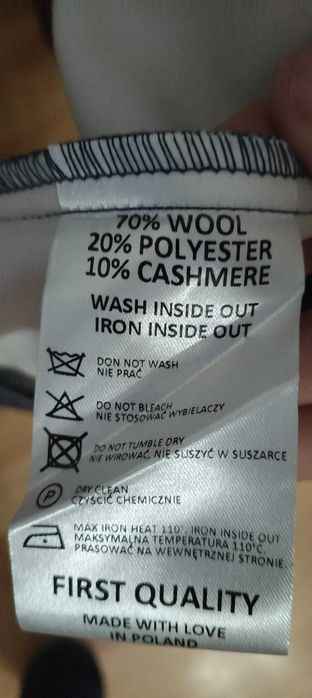 70% WOOL
20% POLYESTER
10% CASHMERE
WASH INSIDE OUT
IRON INSIDE OUT
DON NOT WASH
NIE PRAĆ
DO NOT BLEACH
NIE STOSOWAĆ WYBIELACZY
DO NOT TUMBLE DRY
NIE WIROWAĆ, NIE SUSZYĆ W SUSZARCE
P
DRY CLEAN
CZYŚCIĆ CHEMICZNIE
MAX IRON HEAT 110°, IRON INSIDE OUT
MAKSYMALNA TEMPERATURA 110°C,
PRASOWAĆ NA WEWNĘTRZNEJ STRONIE
FIRST QUALITY
MADE WITH LOVE
IN POLAND